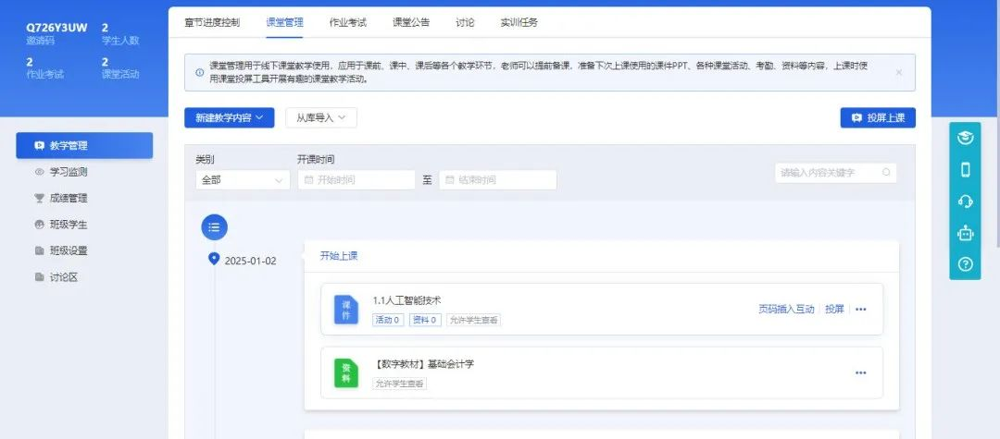 Q726Y3UW
2
邀请码
学生人数
2
2
作业考试
课堂活动
教学管理
学习监测
成绩管理
班级学生
班级设置
讨论区
章节进度控制
课堂管理
作业考试
课堂公告
讨论
实训任务
课堂管理用于线下课堂教学使用，应用于课前、课中、课后等各个教学环节，老师可以提前备课，准备下次上课使用的课件PPT、各种课堂活动、考勤、资料等内容，上课时使
用课堂投屏工具开展有趣的课堂教学活动。
新建教学内容
从库导入
投屏上课
类别
开课时间
全部
开始时间
至
结束时间
请输入内容关键字
2025-01-02
开始上课
课件
1.1人工智能技术
活动 0
资料 0
允许学生查看
页码插入互动
投屏
资料
【数字教材】基础会计学
允许学生查看